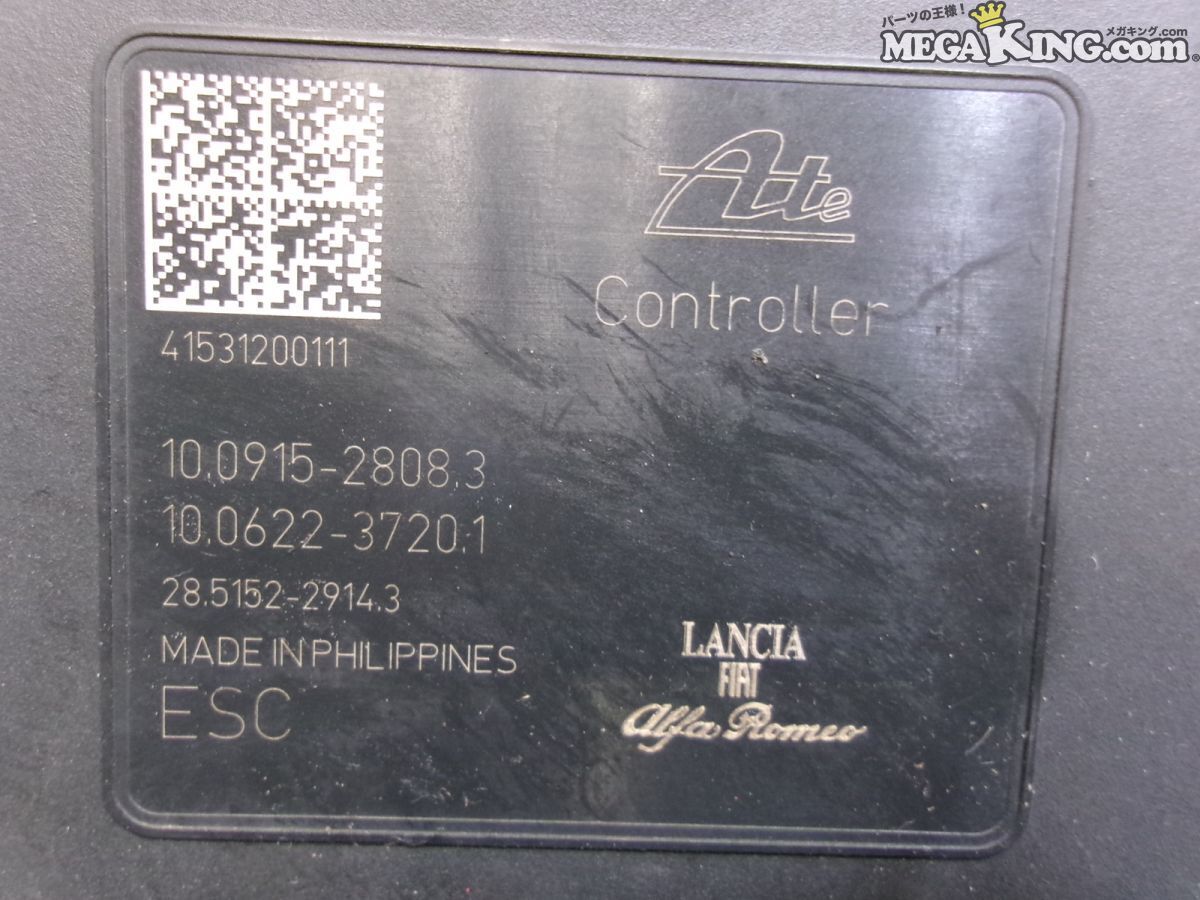 パーツの王様！
メガキング.com
MEGAKING.com®
Ate
Controller
41531200111
10.0915-2808.3
10.0622-3720.1
28.5152-2914.3
MADE IN PHILIPPINES
ESC
LANCIA
FIAT
Alfa Romeo